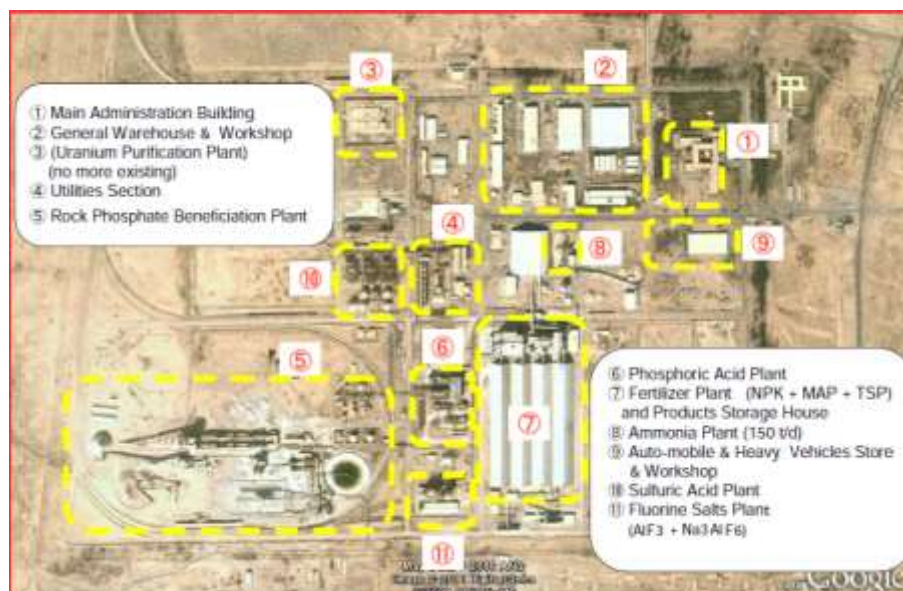 ③
②
① Main Administration Building
② General Warehouse & Workshop
③ (Uranium Purification Plant)
(no more existing)
④ Utilities Section
⑤ Rock Phosphate Beneficiation Plant
①
④
⑧
⑨
⑩
⑥
⑤
⑦
⑥ Phosphoric Acid Plant
⑦ Fertilizer Plant (NPK + MAP + TSP)
and Products Storage House
⑧ Ammonia Plant (150 t/d)
⑨ Auto-mobile & Heavy Vehicles Store
& Workshop
⑩ Sulfuric Acid Plant
⑪ Fluorine Salts Plant
(AlF3 + Na3AlF6)
⑪
Google